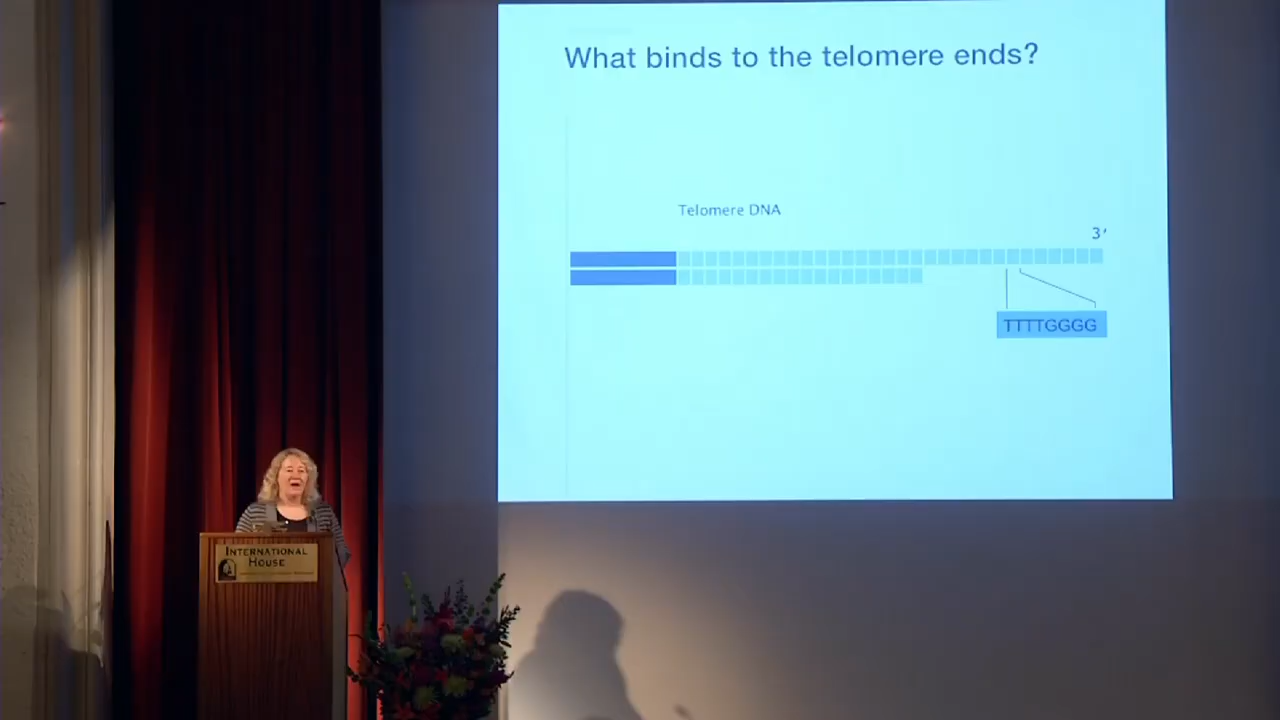 What binds to the telomere ends?
Telomere DNA
3′
TTTTGGGG
INTERNATIONAL
HOUSE